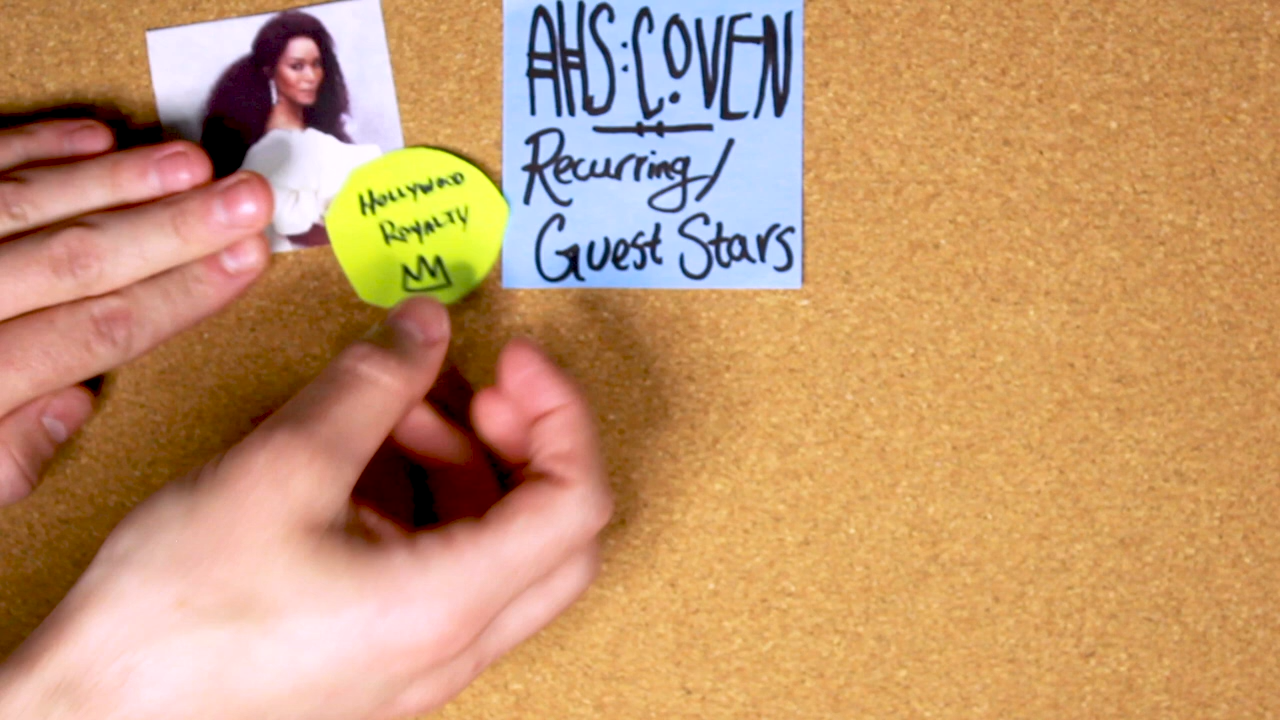 HOLLYWOOD
ROYALTY
AHS: COVEN
Recurring/
Guest Stars